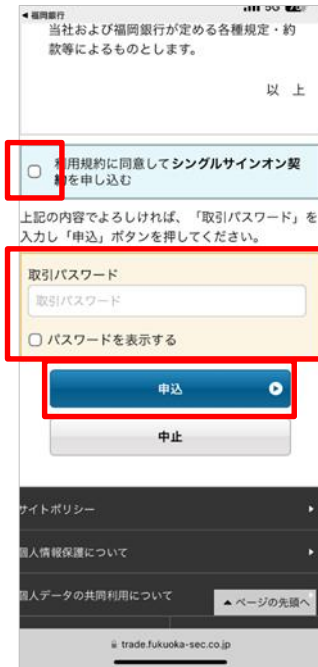 ◀ 福岡銀行
5G
当社および福岡銀行が定める各種規定・約
款等によるものとします。
以 上
利用規約に同意してシングルサインオン契
約を申し込む
上記の内容でよろしければ、「取引パスワード」を
入力し「申込」ボタンを押してください。
取引パスワード
取引パスワード
パスワードを表示する
申込
中止
サイトポリシー
個人情報保護について
個人データの共同利用について
▲ ページの先頭へ
trade.fukuoka-sec.co.jp